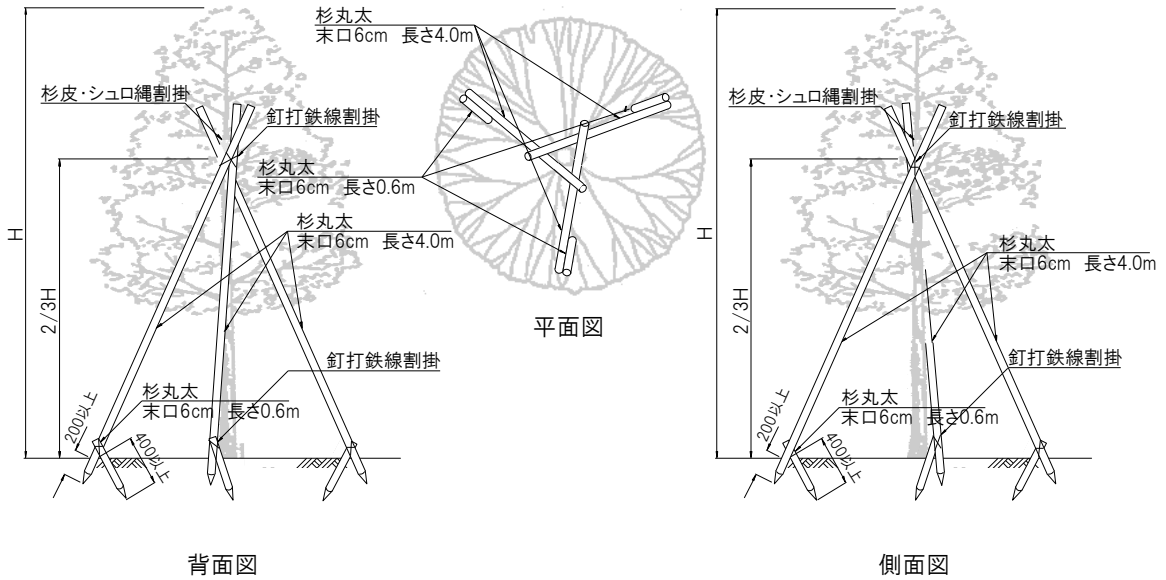 杉丸太
末口6cm 長さ4.0m
杉皮・シュロ縄割掛
釘打鉄線割掛
杉丸太
末口6cm 長さ0.6m
杉丸太
末口6cm 長さ4.0m
H
2/3H
釘打鉄線割掛
杉丸太
末口6cm 長さ0.6m
200以上
400以上
平面図
背面図
杉皮・シュロ縄割掛
釘打鉄線割掛
H
2/3H
杉丸太
末口6cm 長さ4.0m
釘打鉄線割掛
杉丸太
末口6cm 長さ0.6m
200以上
400以上
側面図